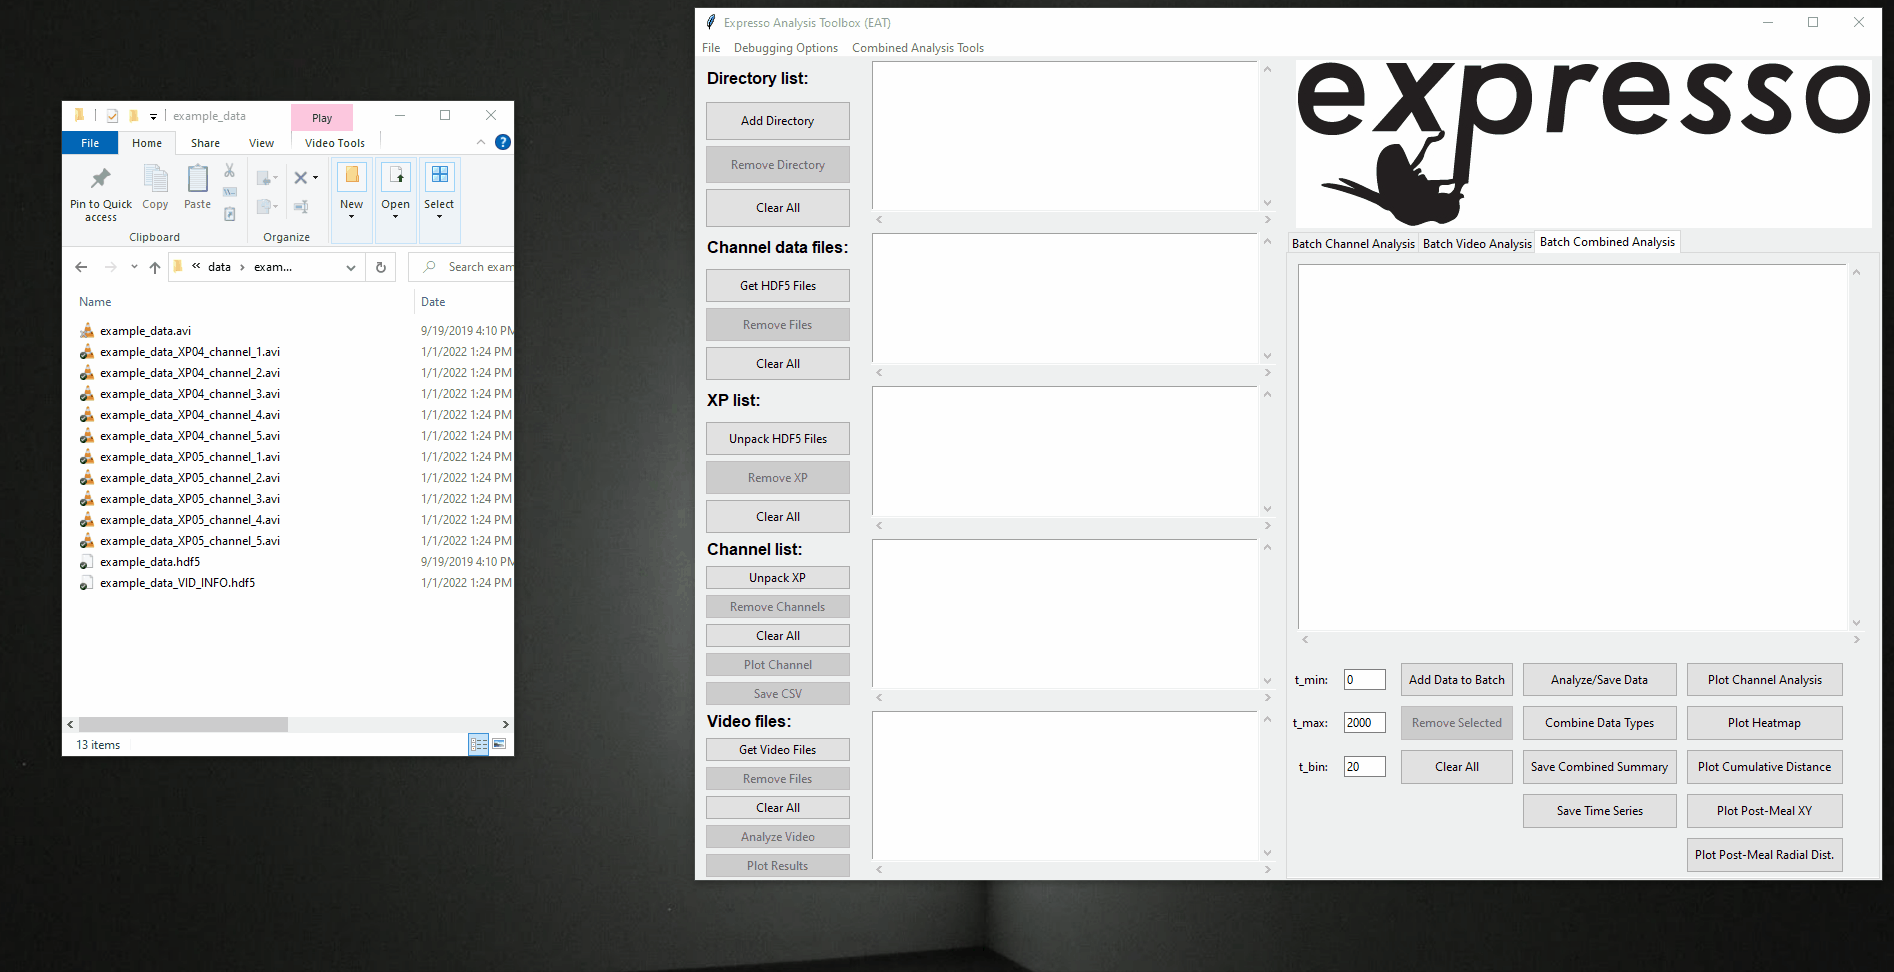 example_data
Play
File
Home
Share
View
Video Tools
?
Pin to Quick
access
Copy
Paste
New
Open
Select
Clipboard
Organize
« data › exam...
Search exam
Name
Date
example_data.avi 9/19/2019 4:10 PM
example_data_XP04_channel_1.avi 1/1/2022 1:24 PM
example_data_XP04_channel_2.avi 1/1/2022 1:24 PM
example_data_XP04_channel_3.avi 1/1/2022 1:24 PM
example_data_XP04_channel_4.avi 1/1/2022 1:24 PM
example_data_XP04_channel_5.avi 1/1/2022 1:24 PM
example_data_XP05_channel_1.avi 1/1/2022 1:24 PM
example_data_XP05_channel_2.avi 1/1/2022 1:24 PM
example_data_XP05_channel_3.avi 1/1/2022 1:24 PM
example_data_XP05_channel_4.avi 1/1/2022 1:24 PM
example_data_XP05_channel_5.avi 1/1/2022 1:24 PM
example_data.hdf5 9/19/2019 4:10 PM
example_data_VID_INFO.hdf5 1/1/2022 1:24 PM
13 items
Expresso Analysis Toolbox (EAT)
File Debugging Options Combined Analysis Tools
Directory list:
Add Directory
Remove Directory
Clear All
Channel data files:
Get HDF5 Files
Remove Files
Clear All
XP list:
Unpack HDF5 Files
Remove XP
Clear All
Channel list:
Unpack XP
Remove Channels
Clear All
Plot Channel
Save CSV
Video files:
Get Video Files
Remove Files
Clear All
Analyze Video
Plot Results
expresso
Batch Channel Analysis Batch Video Analysis Batch Combined Analysis
t_min: 0 Add Data to Batch Analyze/Save Data Plot Channel Analysis
t_max: 2000 Remove Selected Combine Data Types Plot Heatmap
t_bin: 20 Clear All Save Combined Summary Plot Cumulative Distance
Save Time Series Plot Post-Meal XY
Plot Post-Meal Radial Dist.